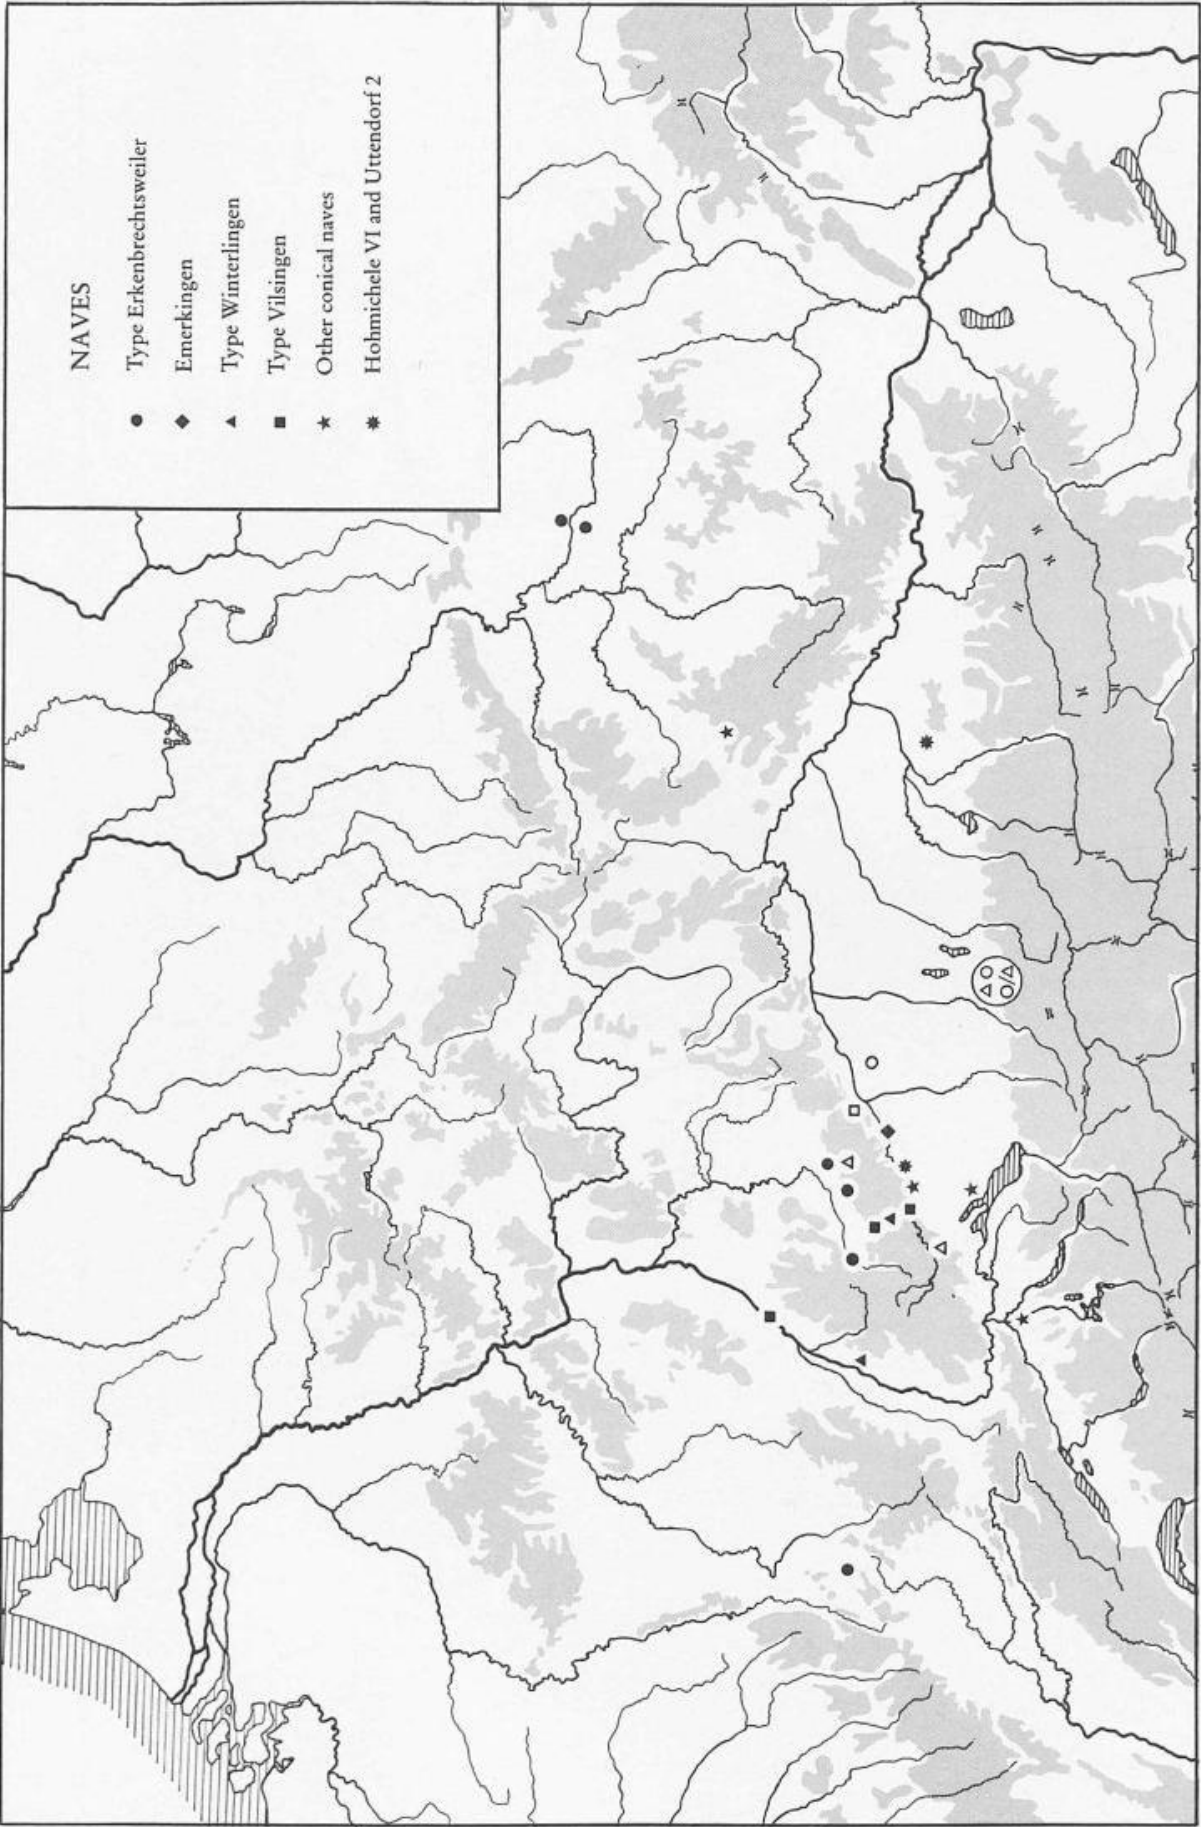 NAVES
Type Erkenbrechtsweiler
Emerkingen
Type Winterlingen
Type Vilsingen
Other conical naves
Hohmichele VI and Uttendorf 2